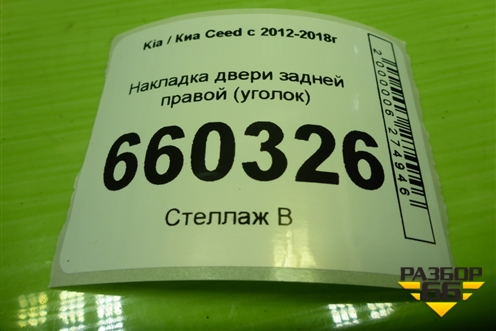 Kia / Киа Ceed с 2012-2018г
Накладка двери задней
правой (уголок)
660326
Стеллаж В
2000006274946
РАЗБОР
66